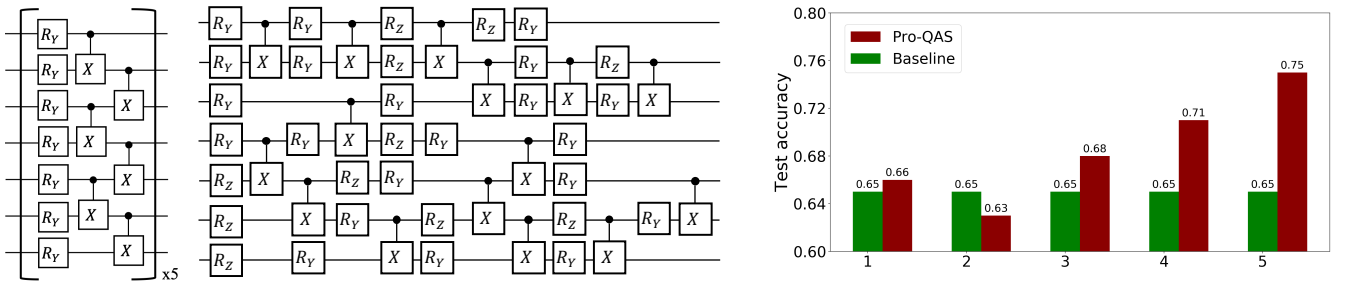 R_Y
R_Y X
R_Y X
R_Y X
R_Y X
R_Y X
R_Y X
x5
R_Y R_Y R_Z R_Z R_Y
R_Y X R_Y X R_Z X R_Y R_Z
R_Y R_Y X R_Y X R_Y X
R_Y R_Y X R_Z R_Y R_Y
R_Z X R_Z R_Y X R_Y
R_Z X R_Y R_Z X R_Z R_Y X
R_Z R_Y X R_Y X R_Y X
Test accuracy
0.80
0.76
0.72
0.68
0.64
0.60
Pro-QAS
Baseline
0.65 0.66 0.65 0.63 0.65 0.68 0.65 0.71 0.65 0.75
1 2 3 4 5